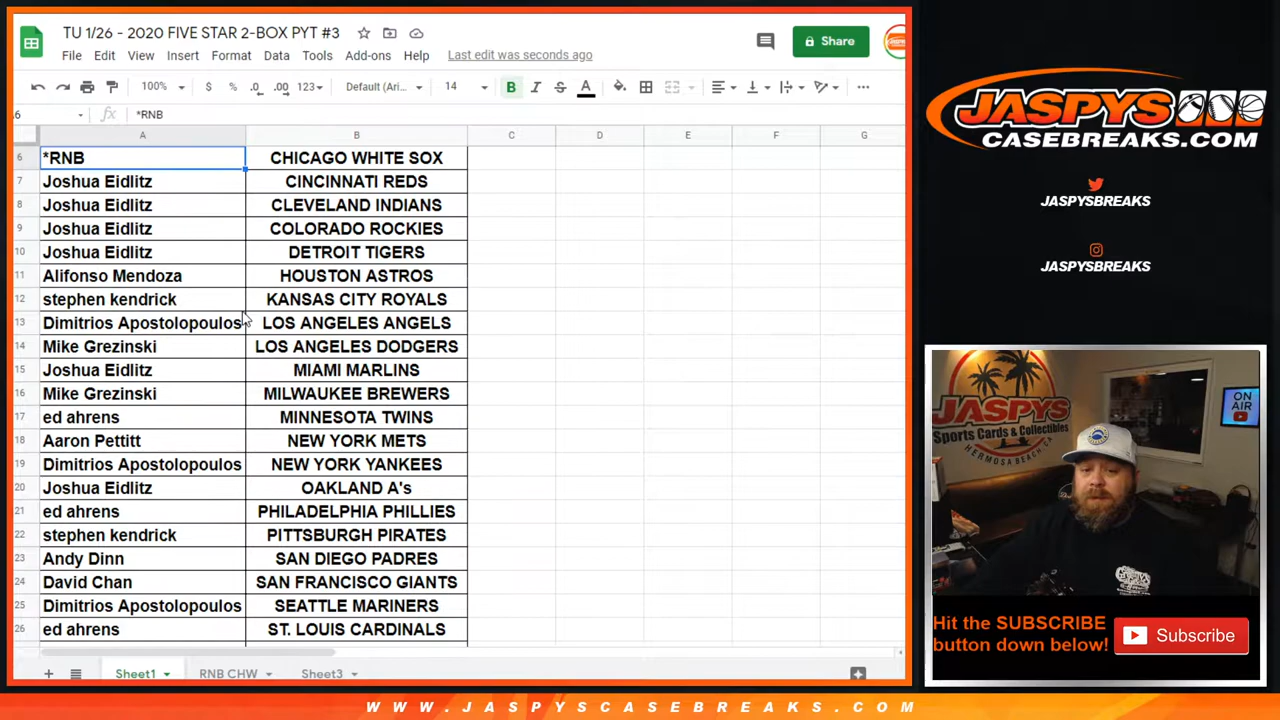 TU 1/26 - 2020 FIVE STAR 2-BOX PYT #3
File Edit View Insert Format Data Tools Add-ons Help Last edit was seconds ago
Share
100% $ % .0 .00 123 Default (Ari... 14 B I S A
6 fx *RNB
A B C D E F G
6 *RNB CHICAGO WHITE SOX
7 Joshua Eidlitz CINCINNATI REDS
8 Joshua Eidlitz CLEVELAND INDIANS
9 Joshua Eidlitz COLORADO ROCKIES
10 Joshua Eidlitz DETROIT TIGERS
11 Alifonso Mendoza HOUSTON ASTROS
12 stephen kendrick KANSAS CITY ROYALS
13 Dimitrios Apostolopoulos LOS ANGELES ANGELS
14 Mike Grezinski LOS ANGELES DODGERS
15 Joshua Eidlitz MIAMI MARLINS
16 Mike Grezinski MILWAUKEE BREWERS
17 ed ahrens MINNESOTA TWINS
18 Aaron Pettitt NEW YORK METS
19 Dimitrios Apostolopoulos NEW YORK YANKEES
20 Joshua Eidlitz OAKLAND A's
21 ed ahrens PHILADELPHIA PHILLIES
22 stephen kendrick PITTSBURGH PIRATES
23 Andy Dinn SAN DIEGO PADRES
24 David Chan SAN FRANCISCO GIANTS
25 Dimitrios Apostolopoulos SEATTLE MARINERS
26 ed ahrens ST. LOUIS CARDINALS
Sheet1 RNB CHW Sheet3
JASPYS
CASEBREAKS.COM
JASPYSBREAKS
JASPYSBREAKS
JASPYS
Sports Cards & Collectibles
HERMOSA BEACH, CA
ON
AIR
Hit the SUBSCRIBE
button down below!
Subscribe
WWW.JASPYSCASEBREAKS.COM